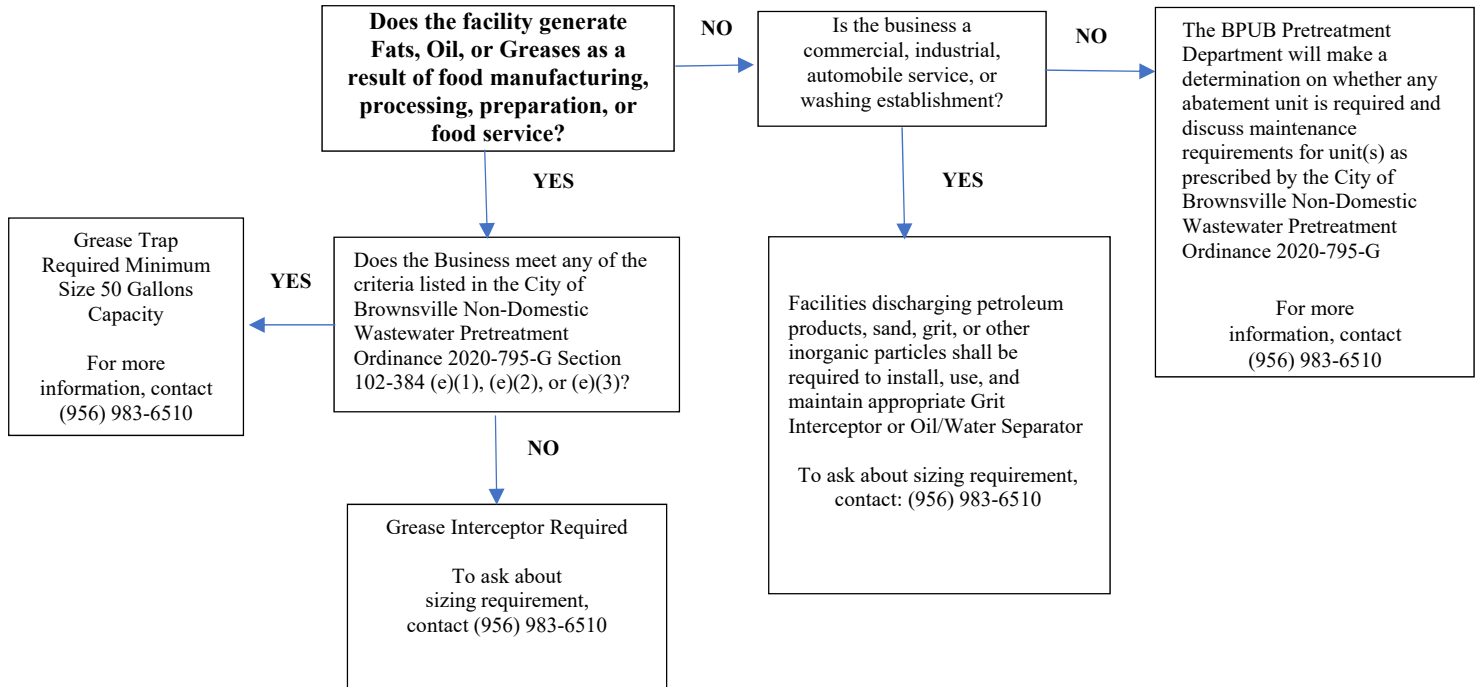 Does the facility generate
Fats, Oil, or Greases as a
result of food manufacturing,
processing, preparation, or
food service?
NO
Is the business a
commercial, industrial,
automobile service, or
washing establishment?
NO
The BPUB Pretreatment
Department will make a
determination on whether any
abatement unit is required and
discuss maintenance
requirements for unit(s) as
prescribed by the City of
Brownsville Non-Domestic
Wastewater Pretreatment
Ordinance 2020-795-G
For more
information, contact
(956) 983-6510
YES
YES
Grease Trap
Required Minimum
Size 50 Gallons
Capacity
For more
information, contact
(956) 983-6510
YES
Does the Business meet any of the
criteria listed in the City of
Brownsville Non-Domestic
Wastewater Pretreatment
Ordinance 2020-795-G Section
102-384 (e)(1), (e)(2), or (e)(3)?
Facilities discharging petroleum
products, sand, grit, or other
inorganic particles shall be
required to install, use, and
maintain appropriate Grit
Interceptor or Oil/Water Separator
To ask about sizing requirement,
contact: (956) 983-6510
NO
Grease Interceptor Required
To ask about
sizing requirement,
contact (956) 983-6510